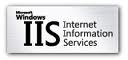 Microsoft
Windows
IIS
Internet
Information
Services